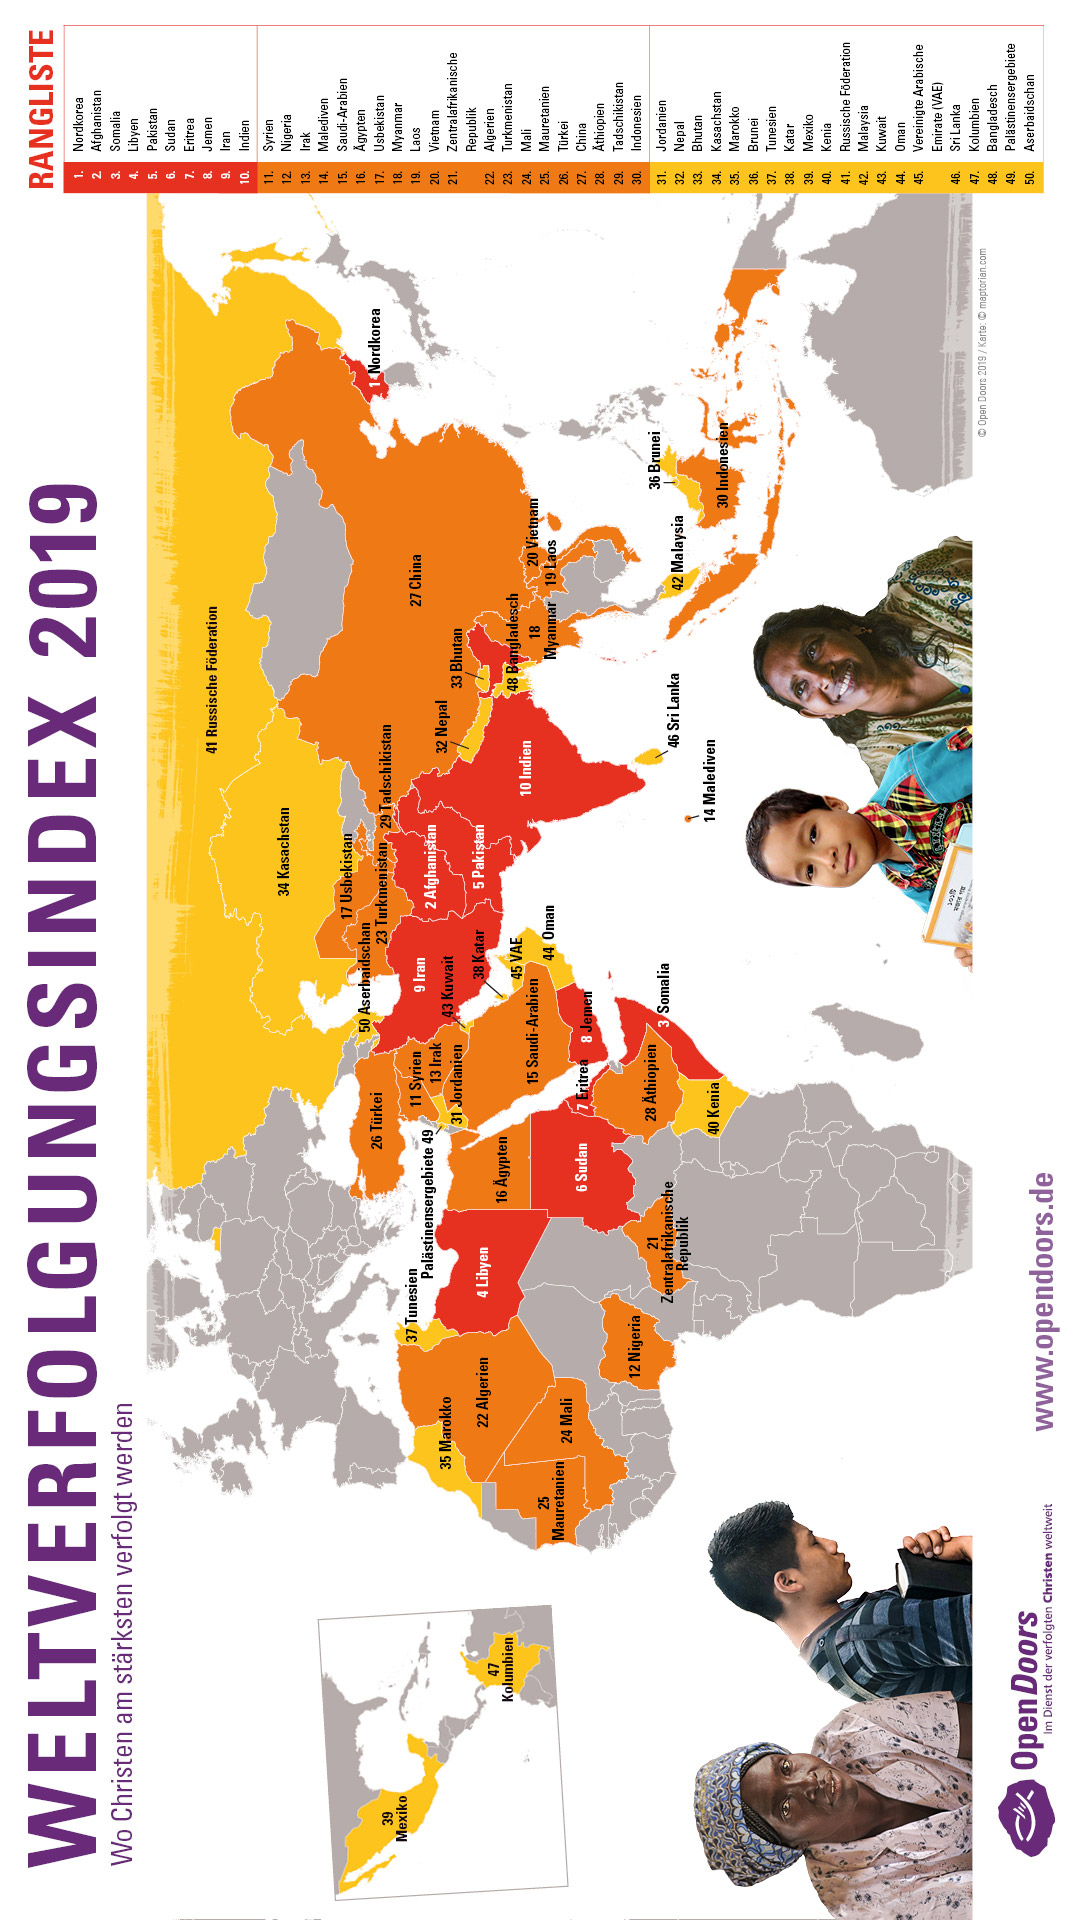 WELTVERFOLGUNGSINDEX 2019
Wo Christen am stärksten verfolgt werden
RANGLISTE
1. Nordkorea
2. Afghanistan
3. Somalia
4. Libyen
5. Pakistan
6. Sudan
7. Eritrea
8. Jemen
9. Iran
10. Indien
11. Syrien
12. Nigeria
13. Irak
14. Malediven
15. Saudi-Arabien
16. Ägypten
17. Usbekistan
18. Myanmar
19. Laos
20. Vietnam
21. Zentralafrikanische
Republik
22. Algerien
23. Turkmenistan
24. Mali
25. Mauretanien
26. Türkei
27. China
28. Äthiopien
29. Tadschikistan
30. Indonesien
31. Jordanien
32. Nepal
33. Bhutan
34. Kasachstan
35. Marokko
36. Brunei
37. Tunesien
38. Katar
39. Mexiko
40. Kenia
41. Russische Föderation
42. Malaysia
43. Kuwait
44. Oman
45. Vereinigte Arabische
Emirate (VAE)
46. Sri Lanka
47. Kolumbien
48. Bangladesch
49. Palästinensergebiete
50. Aserbaidschan
41 Russische Föderation
34 Kasachstan
17 Usbekistan
23 Turkmenistan
29 Tadschikistan
50 Aserbaidschan
1 Nordkorea
27 China
26 Türkei
11 Syrien
13 Irak
31 Jordanien
Palästinensergebiete 49
9 Iran
43 Kuwait
38 Katar
45 VAE
44 Oman
2 Afghanistan
5 Pakistan
32 Nepal
33 Bhutan
48 Bangladesch
18
Myanmar
20 Vietnam
19 Laos
10 Indien
46 Sri Lanka
14 Malediven
36 Brunei
42 Malaysia
30 Indonesien
37 Tunesien
35 Marokko
22 Algerien
4 Libyen
16 Ägypten
15 Saudi-Arabien
8 Jemen
7 Eritrea
6 Sudan
3 Somalia
28 Äthiopien
40 Kenia
21
Zentralafrikanische
Republik
12 Nigeria
24 Mali
25
Mauretanien
39
Mexiko
47
Kolumbien
© Open Doors 2019 / Karte: © maptorian.com
OpenDoors
Im Dienst der verfolgten Christen weltweit
www.opendoors.de